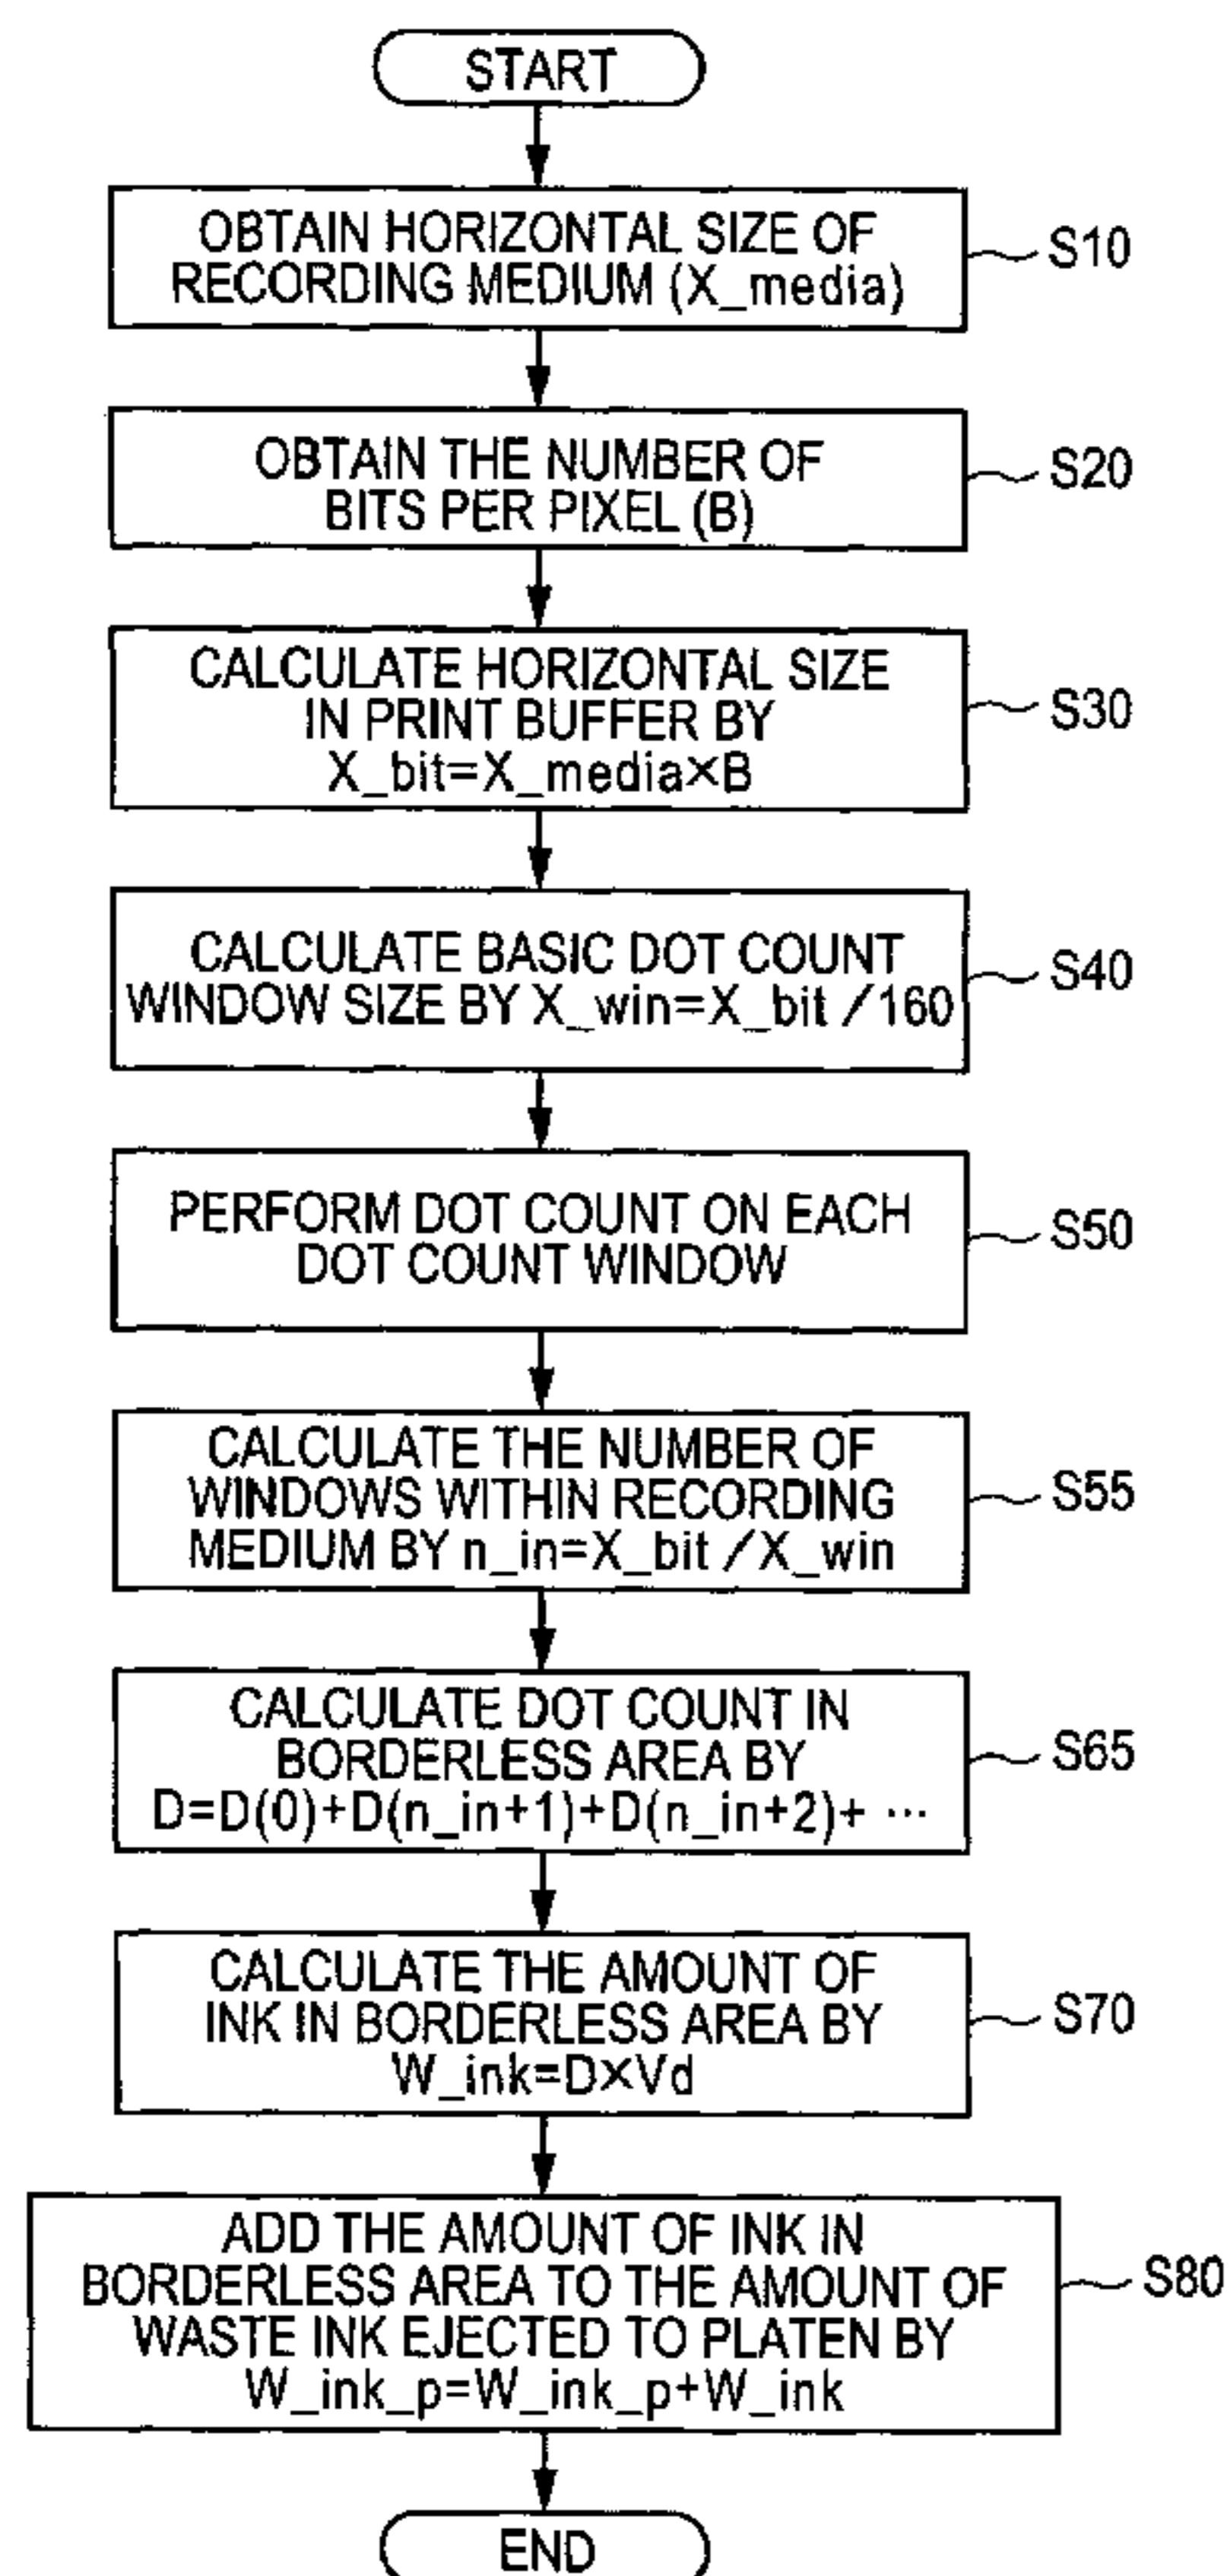 START
OBTAIN HORIZONTAL SIZE OF
RECORDING MEDIUM (X_media)
S10
OBTAIN THE NUMBER OF
BITS PER PIXEL (B)
S20
CALCULATE HORIZONTAL SIZE
IN PRINT BUFFER BY
X_bit=X_media×B
S30
CALCULATE BASIC DOT COUNT
WINDOW SIZE BY X_win=X_bit／160
S40
PERFORM DOT COUNT ON EACH
DOT COUNT WINDOW
S50
CALCULATE THE NUMBER OF
WINDOWS WITHIN RECORDING
MEDIUM BY n_in=X_bit／X_win
S55
CALCULATE DOT COUNT IN
BORDERLESS AREA BY
D=D(0)+D(n_in+1)+D(n_in+2)+ ···
S65
CALCULATE THE AMOUNT OF
INK IN BORDERLESS AREA BY
W_ink=D×Vd
S70
ADD THE AMOUNT OF INK IN
BORDERLESS AREA TO THE AMOUNT OF
WASTE INK EJECTED TO PLATEN BY
W_ink_p=W_ink_p+W_ink
S80
END